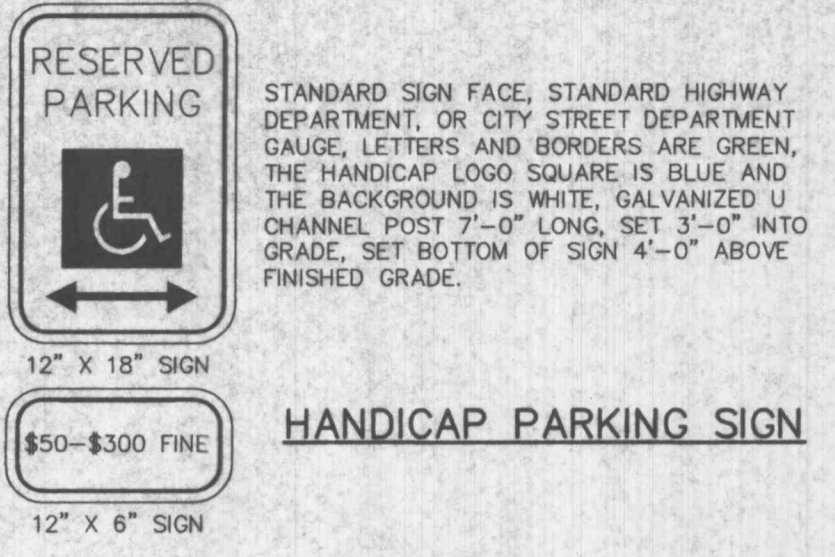 RESERVED
PARKING
12" X 18" SIGN
$50-$300 FINE
12" X 6" SIGN
STANDARD SIGN FACE, STANDARD HIGHWAY
DEPARTMENT, OR CITY STREET DEPARTMENT
GAUGE, LETTERS AND BORDERS ARE GREEN,
THE HANDICAP LOGO SQUARE IS BLUE AND
THE BACKGROUND IS WHITE, GALVANIZED U
CHANNEL POST 7'-0" LONG, SET 3'-0" INTO
GRADE, SET BOTTOM OF SIGN 4'-0" ABOVE
FINISHED GRADE.
HANDICAP PARKING SIGN